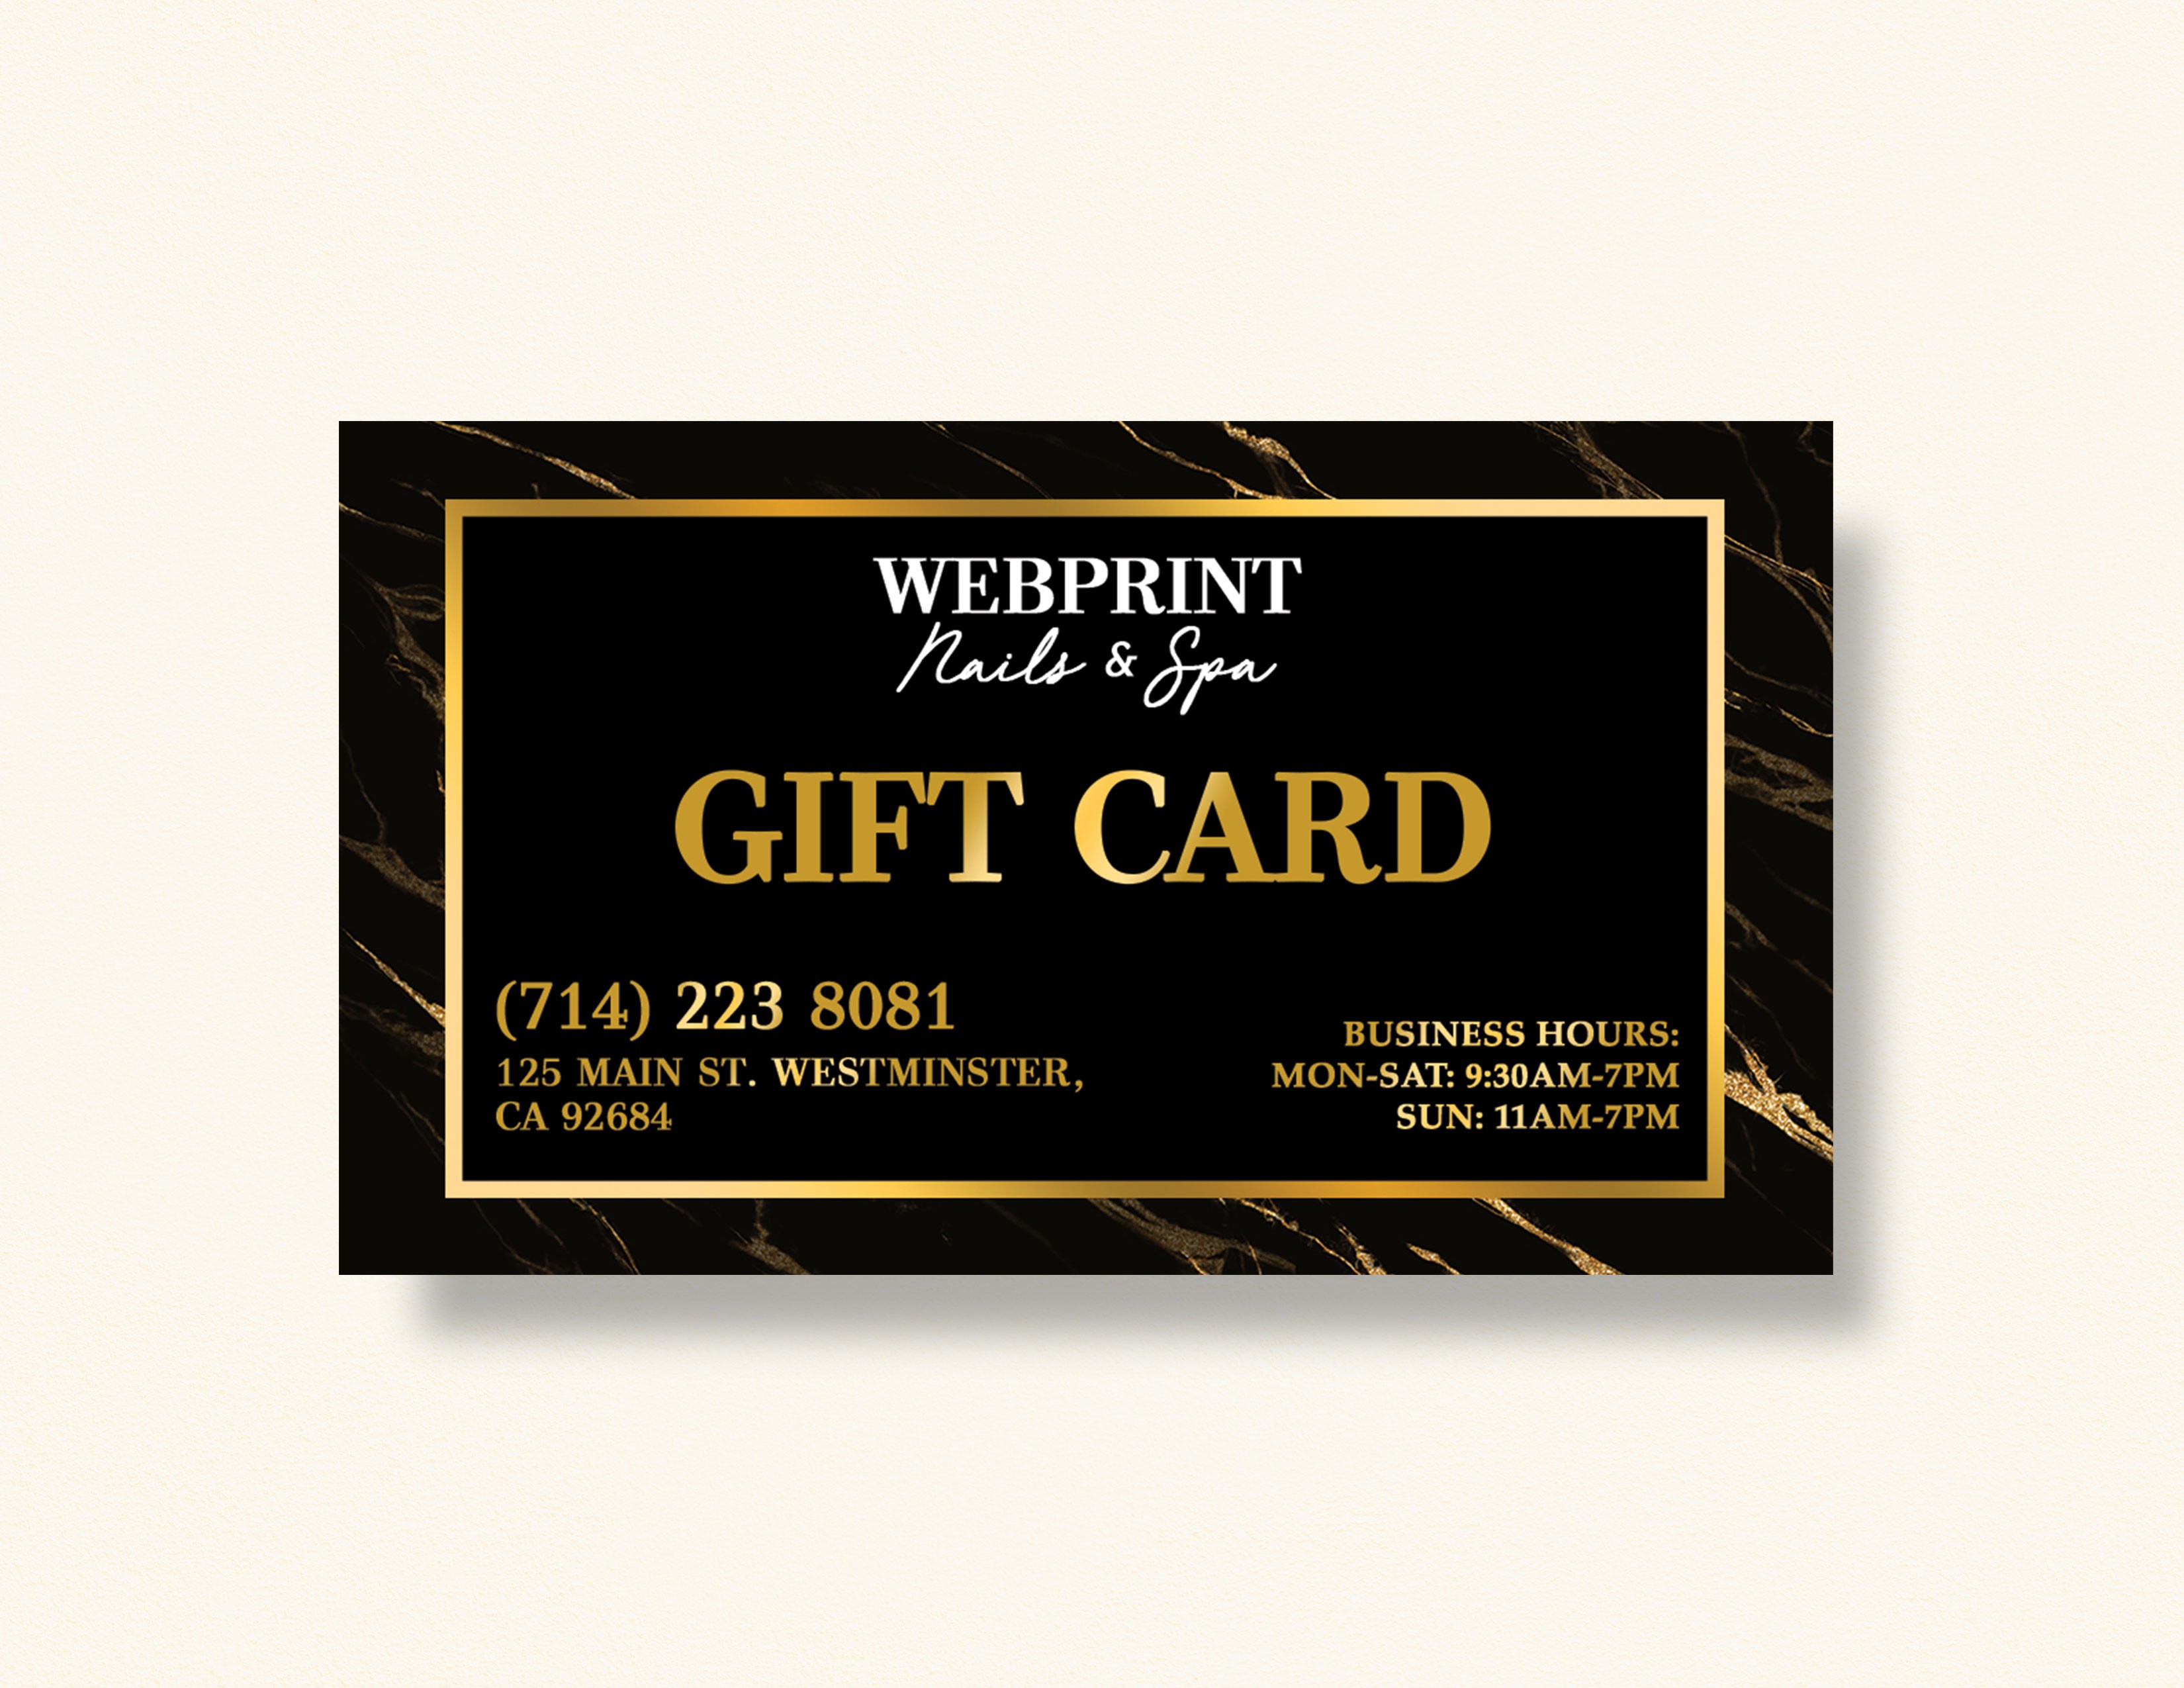 WEBPRINT
Nails & Spa
GIFT CARD
(714) 223 8081
125 MAIN ST. WESTMINSTER,
CA 92684
BUSINESS HOURS:
MON-SAT: 9:30AM-7PM
SUN: 11AM-7PM